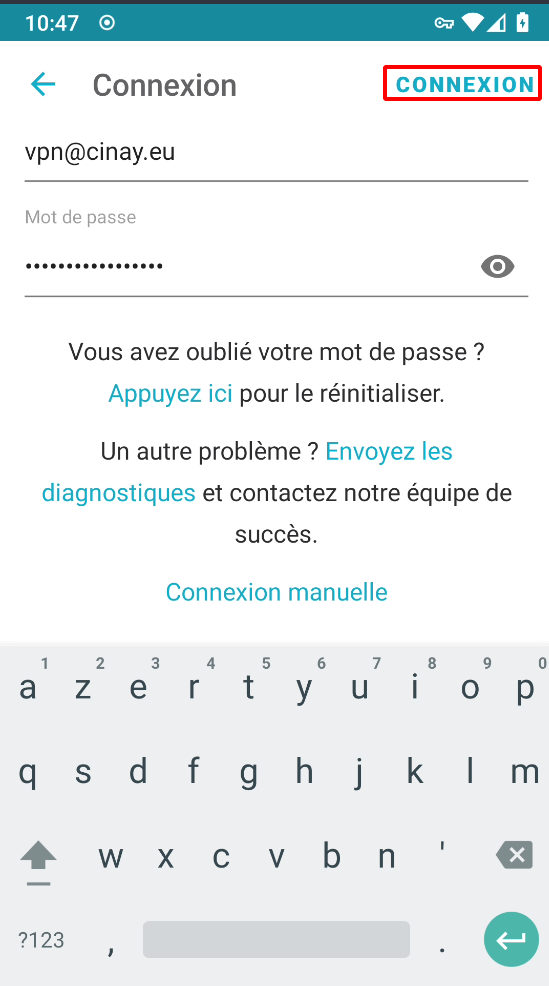 10:47
Connexion
CONNEXION
vpn@cinay.eu
Mot de passe
•••••••••••••••••
Vous avez oublié votre mot de passe ?
Appuyez ici pour le réinitialiser.
Un autre problème ? Envoyez les
diagnostiques et contactez notre équipe de
succès.
Connexion manuelle
1 2 3 4 5 6 7 8 9 0
a z e r t y u i o p
q s d f g h j k l m
w x c v b n '
?123 , .